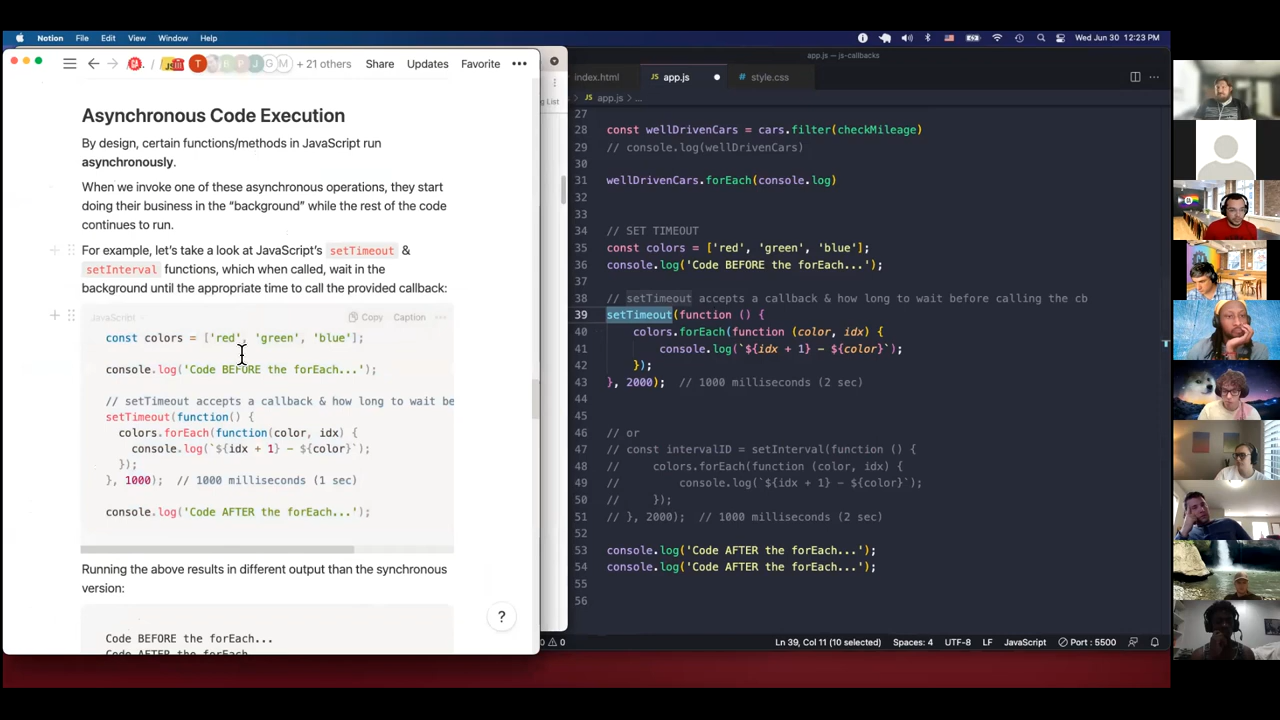 Notion File Edit View Window Help
Wed Jun 30 12:23 PM
T B P J G M + 21 others Share Updates Favorite •••
Asynchronous Code Execution
By design, certain functions/methods in JavaScript run
asynchronously.
When we invoke one of these asynchronous operations, they start
doing their business in the “background” while the rest of the code
continues to run.
For example, let’s take a look at JavaScript’s setTimeout &
setInterval functions, which when called, wait in the
background until the appropriate time to call the provided callback:
JavaScript Copy Caption •••
const colors = ['red', 'green', 'blue'];
console.log('Code BEFORE the forEach...');
// setTimeout accepts a callback & how long to wait be
setTimeout(function() {
colors.forEach(function(color, idx) {
console.log(`${idx + 1} - ${color}`);
});
}, 1000); // 1000 milliseconds (1 sec)
console.log('Code AFTER the forEach...');
Running the above results in different output than the synchronous
version:
Code BEFORE the forEach...
Code AFTER the forEach
?
ng List
app.js — js-callbacks
index.html JS app.js style.css
JS app.js > ...
27
28 const wellDrivenCars = cars.filter(checkMileage)
29 // console.log(wellDrivenCars)
30
31 wellDrivenCars.forEach(console.log)
32
33
34 // SET TIMEOUT
35 const colors = ['red', 'green', 'blue'];
36 console.log('Code BEFORE the forEach...');
37
38 // setTimeout accepts a callback & how long to wait before calling the cb
39 setTimeout(function () {
40 colors.forEach(function (color, idx) {
41 console.log(`${idx + 1} - ${color}`);
42 });
43 }, 2000); // 1000 milliseconds (2 sec)
44
45
46 // or
47 // const intervalID = setInterval(function () {
48 // colors.forEach(function (color, idx) {
49 // console.log(`${idx + 1} - ${color}`);
50 // });
51 // }, 2000); // 1000 milliseconds (2 sec)
52
53 console.log('Code AFTER the forEach...');
54 console.log('Code AFTER the forEach...');
55
56
0 Ln 39, Col 11 (10 selected) Spaces: 4 UTF-8 LF JavaScript Port : 5500